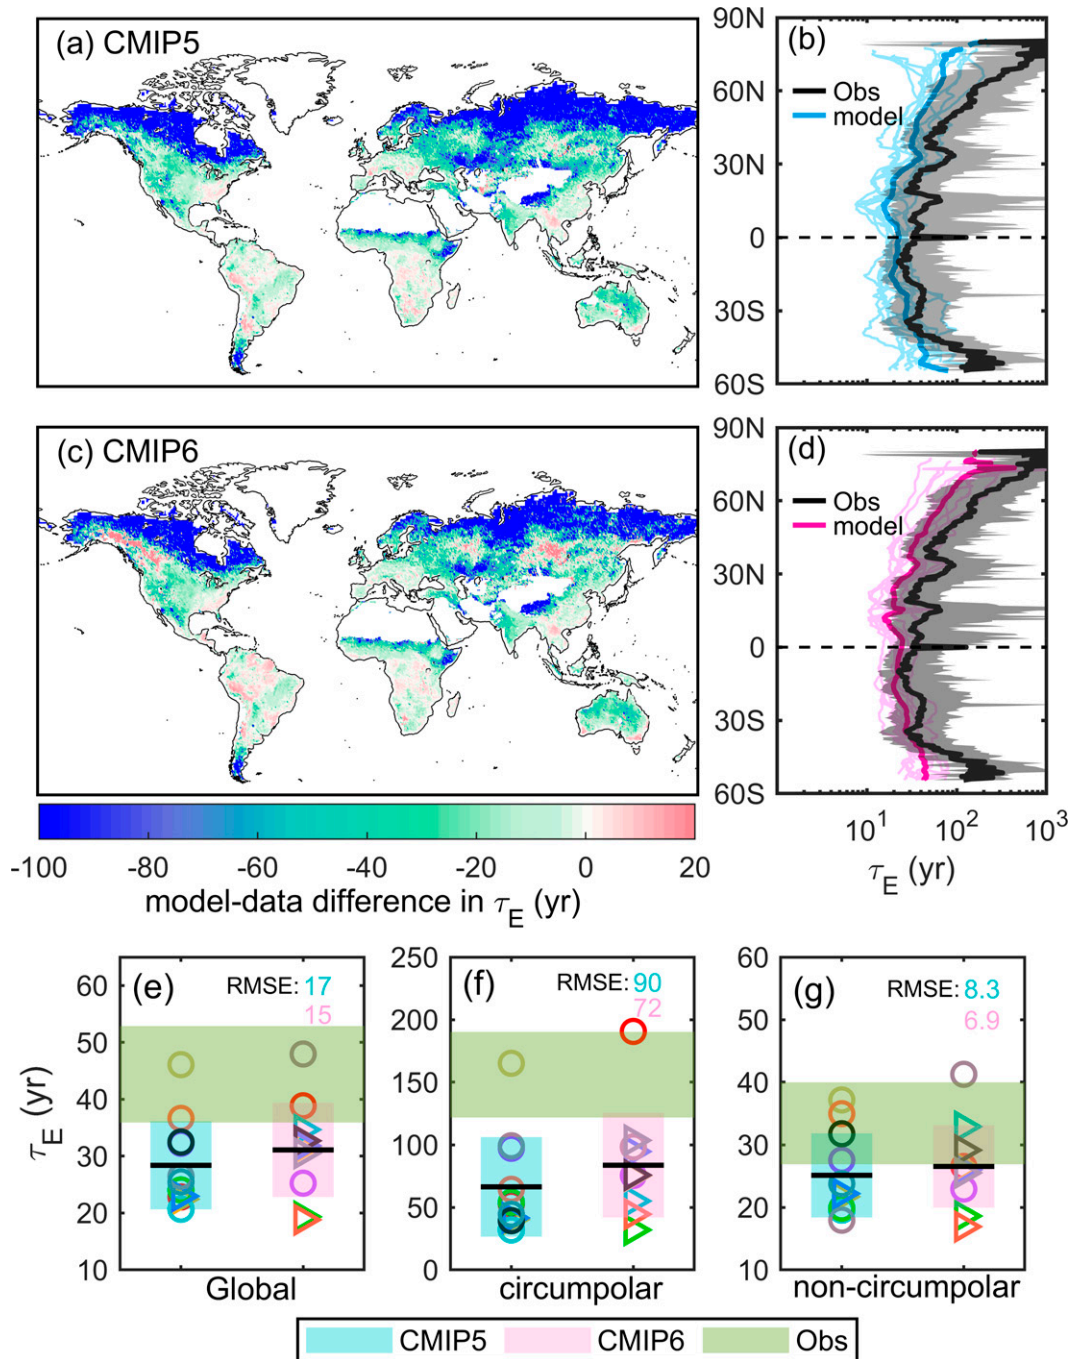 (a) CMIP5
(b)
90N
60N
30N
0
30S
60S
Obs
model
(c) CMIP6
(d)
90N
60N
30N
0
30S
60S
Obs
model
10¹ 10² 10³
τE (yr)
-100 -80 -60 -40 -20 0 20
model-data difference in τE (yr)
(e)
RMSE: 17
15
65
60
50
40
30
20
10
τE (yr)
Global
(f)
RMSE: 90
72
250
200
150
100
50
0
circumpolar
(g)
RMSE: 8.3
6.9
60
50
40
30
20
10
non-circumpolar
CMIP5 CMIP6 Obs